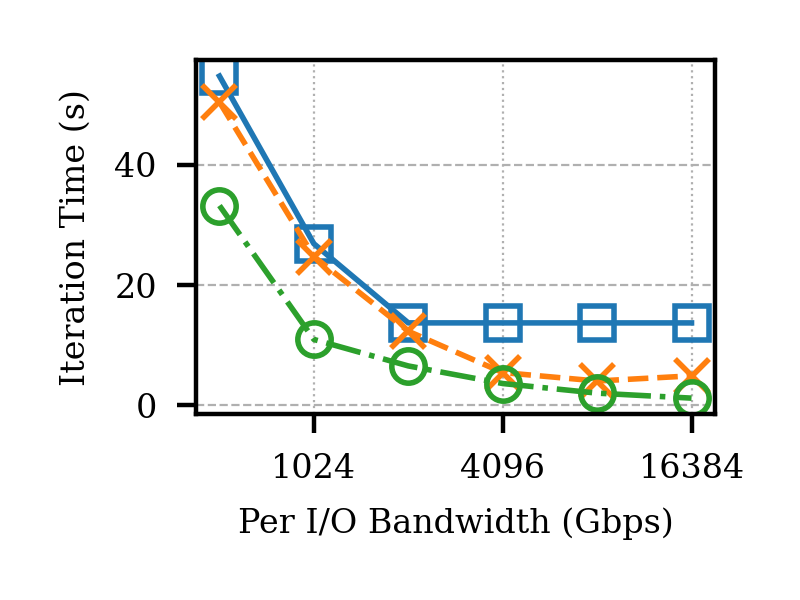 Iteration Time (s)
40
20
0
1024 4096 16384
Per I/O Bandwidth (Gbps)